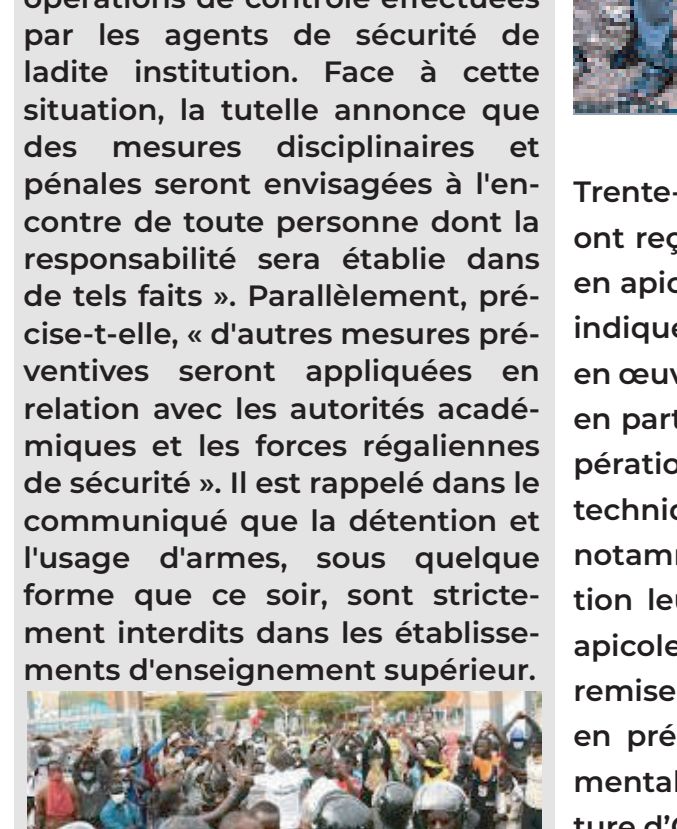 opérations de contrôle effectuées
par les agents de sécurité de
ladite institution. Face à cette
situation, la tutelle annonce que
des mesures disciplinaires et
pénales seront envisagées à l'en-
contre de toute personne dont la
responsabilité sera établie dans
de tels faits ». Parallèlement, pré-
cise-t-elle, « d'autres mesures pré-
ventives seront appliquées en
relation avec les autorités acadé-
miques et les forces régaliennes
de sécurité ». Il est rappelé dans le
communiqué que la détention et
l'usage d'armes, sous quelque
forme que ce soir, sont stricte-
ment interdits dans les établisse-
ments d'enseignement supérieur.
Trente-
ont reç
en apic
indiqu
en œuv
en part
pératio
techni
notam
tion le
apicole
remise
en pré
mental
ture d'